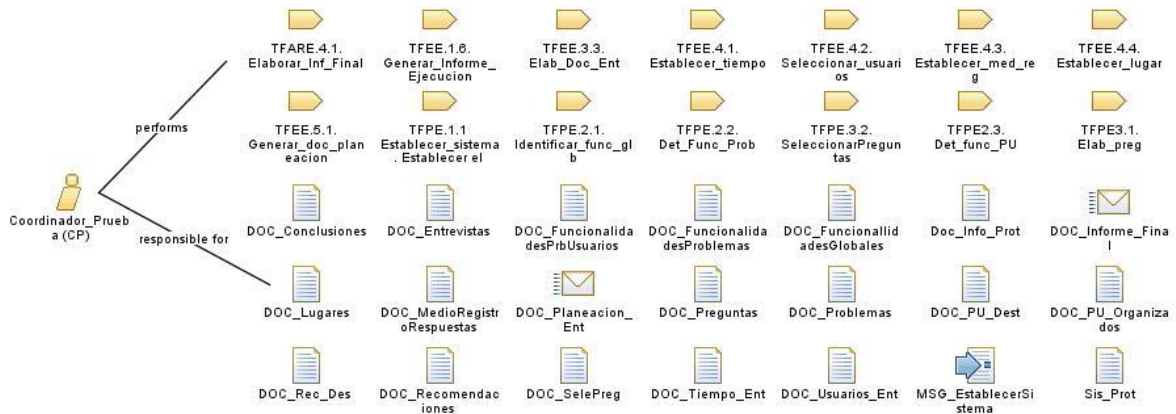 TFARE.4.1.
Elaborar_Inf_Final
TFEE.1.6.
Generar_Informe_
Ejecucion
TFEE.3.3.
Elab_Doc_Ent
TFEE.4.1.
Establecer_tiempo
TFEE.4.2.
Seleccionar_usuari
os
TFEE.4.3.
Establecer_med_re
g
TFEE.4.4.
Establecer_lugar
performs
TFEE.5.1.
Generar_doc_plan
eacion
TFPE.1.1
Establecer_sistema
. Establecer el
TFPE.2.1.
Identificar_func_gl
b
TFPE.2.2.
Det_Func_Prob
TFPE.3.2.
SeleccionarPregun
tas
TFPE2.3.
Det_func_PU
TFPE3.1.
Elab_preg
Coordinador_Prueb
a (CP)
responsible for
DOC_Conclusiones
DOC_Entrevistas
DOC_Funcionalida
desPrbUsuarios
DOC_Funcionalida
desProblemas
DOC_Funcionallid
adesGlobales
Doc_Info_Prot
DOC_Informe_Fina
l
DOC_Lugares
DOC_MedioRegistr
oRespuestas
DOC_Planeacion_
Ent
DOC_Preguntas
DOC_Problemas
DOC_PU_Dest
DOC_PU_Organiza
dos
DOC_Rec_Des
DOC_Recomendac
iones
DOC_SelePreg
DOC_Tiempo_Ent
DOC_Usuarios_Ent
MSG_EstablecerSi
stema
Sis_Prot